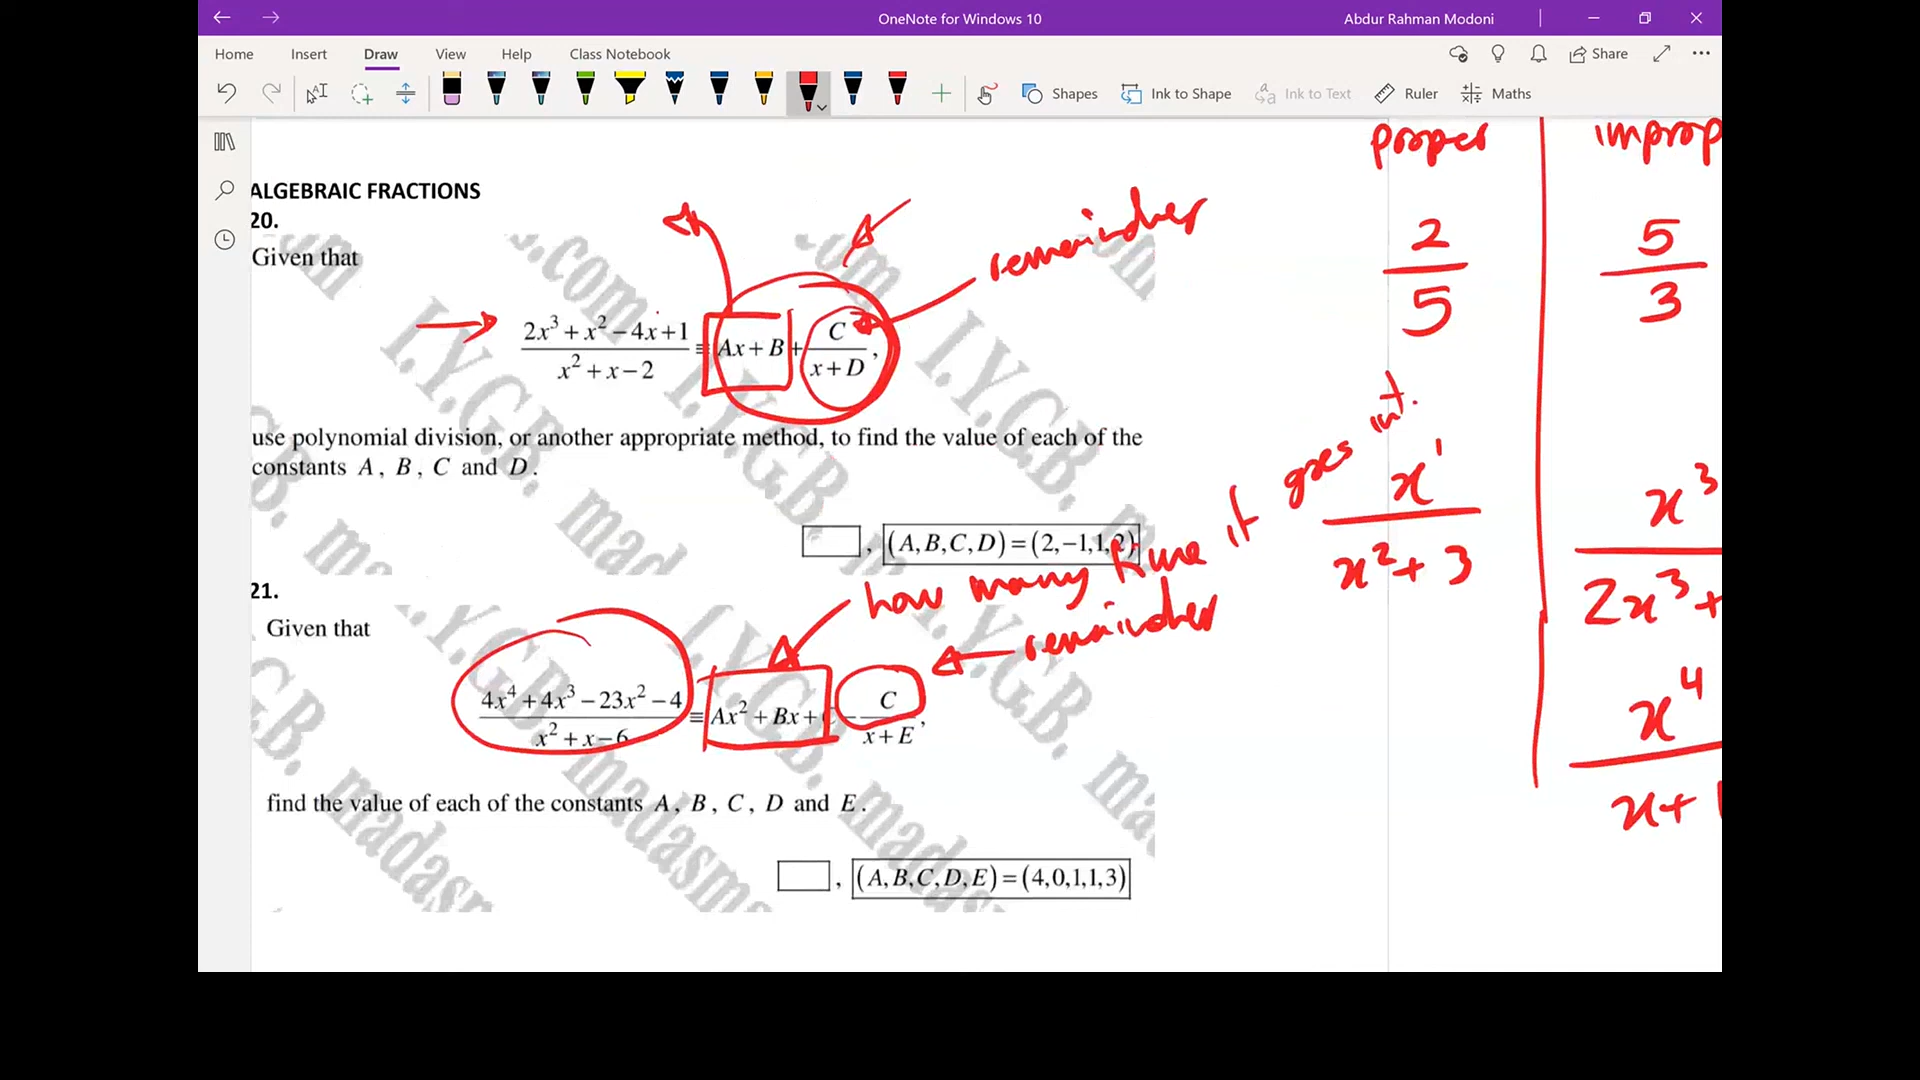 OneNote for Windows 10
Abdur Rahman Modoni
Home Insert Draw View Help Class Notebook
Share
Shapes Ink to Shape Ink to Text Ruler Maths
proper improp
ALGEBRAIC FRACTIONS
20.
Given that
remainder
2/5 5/3
(2x³ + x² − 4x + 1)/(x² + x − 2) ≡ Ax + B + C/(x + D),
use polynomial division, or another appropriate method, to find the value of each of the
constants A, B, C and D.
(A, B, C, D) = (2, −1, 1, 2)
how many time it goes int.
x¹/(x² + 3) x³/(2x³ +
21.
Given that
remainder
(4x⁴ + 4x³ − 23x² − 4)/(x² + x − 6) ≡ Ax² + Bx + C/(x + E),
x⁴/(x + 1
find the value of each of the constants A, B, C, D and E.
(A, B, C, D, E) = (4, 0, 1, 1, 3)
I.Y.G.B.
madasm